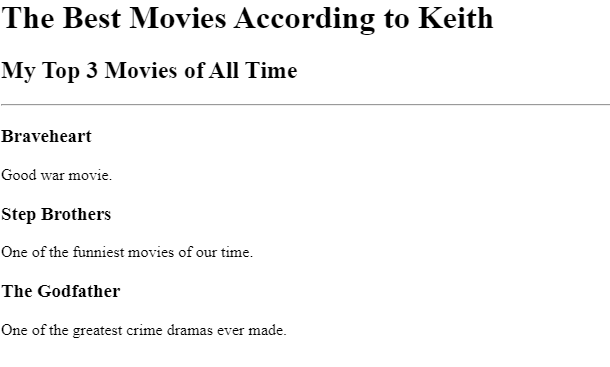 The Best Movies According to Keith
My Top 3 Movies of All Time
Braveheart
Good war movie.
Step Brothers
One of the funniest movies of our time.
The Godfather
One of the greatest crime dramas ever made.